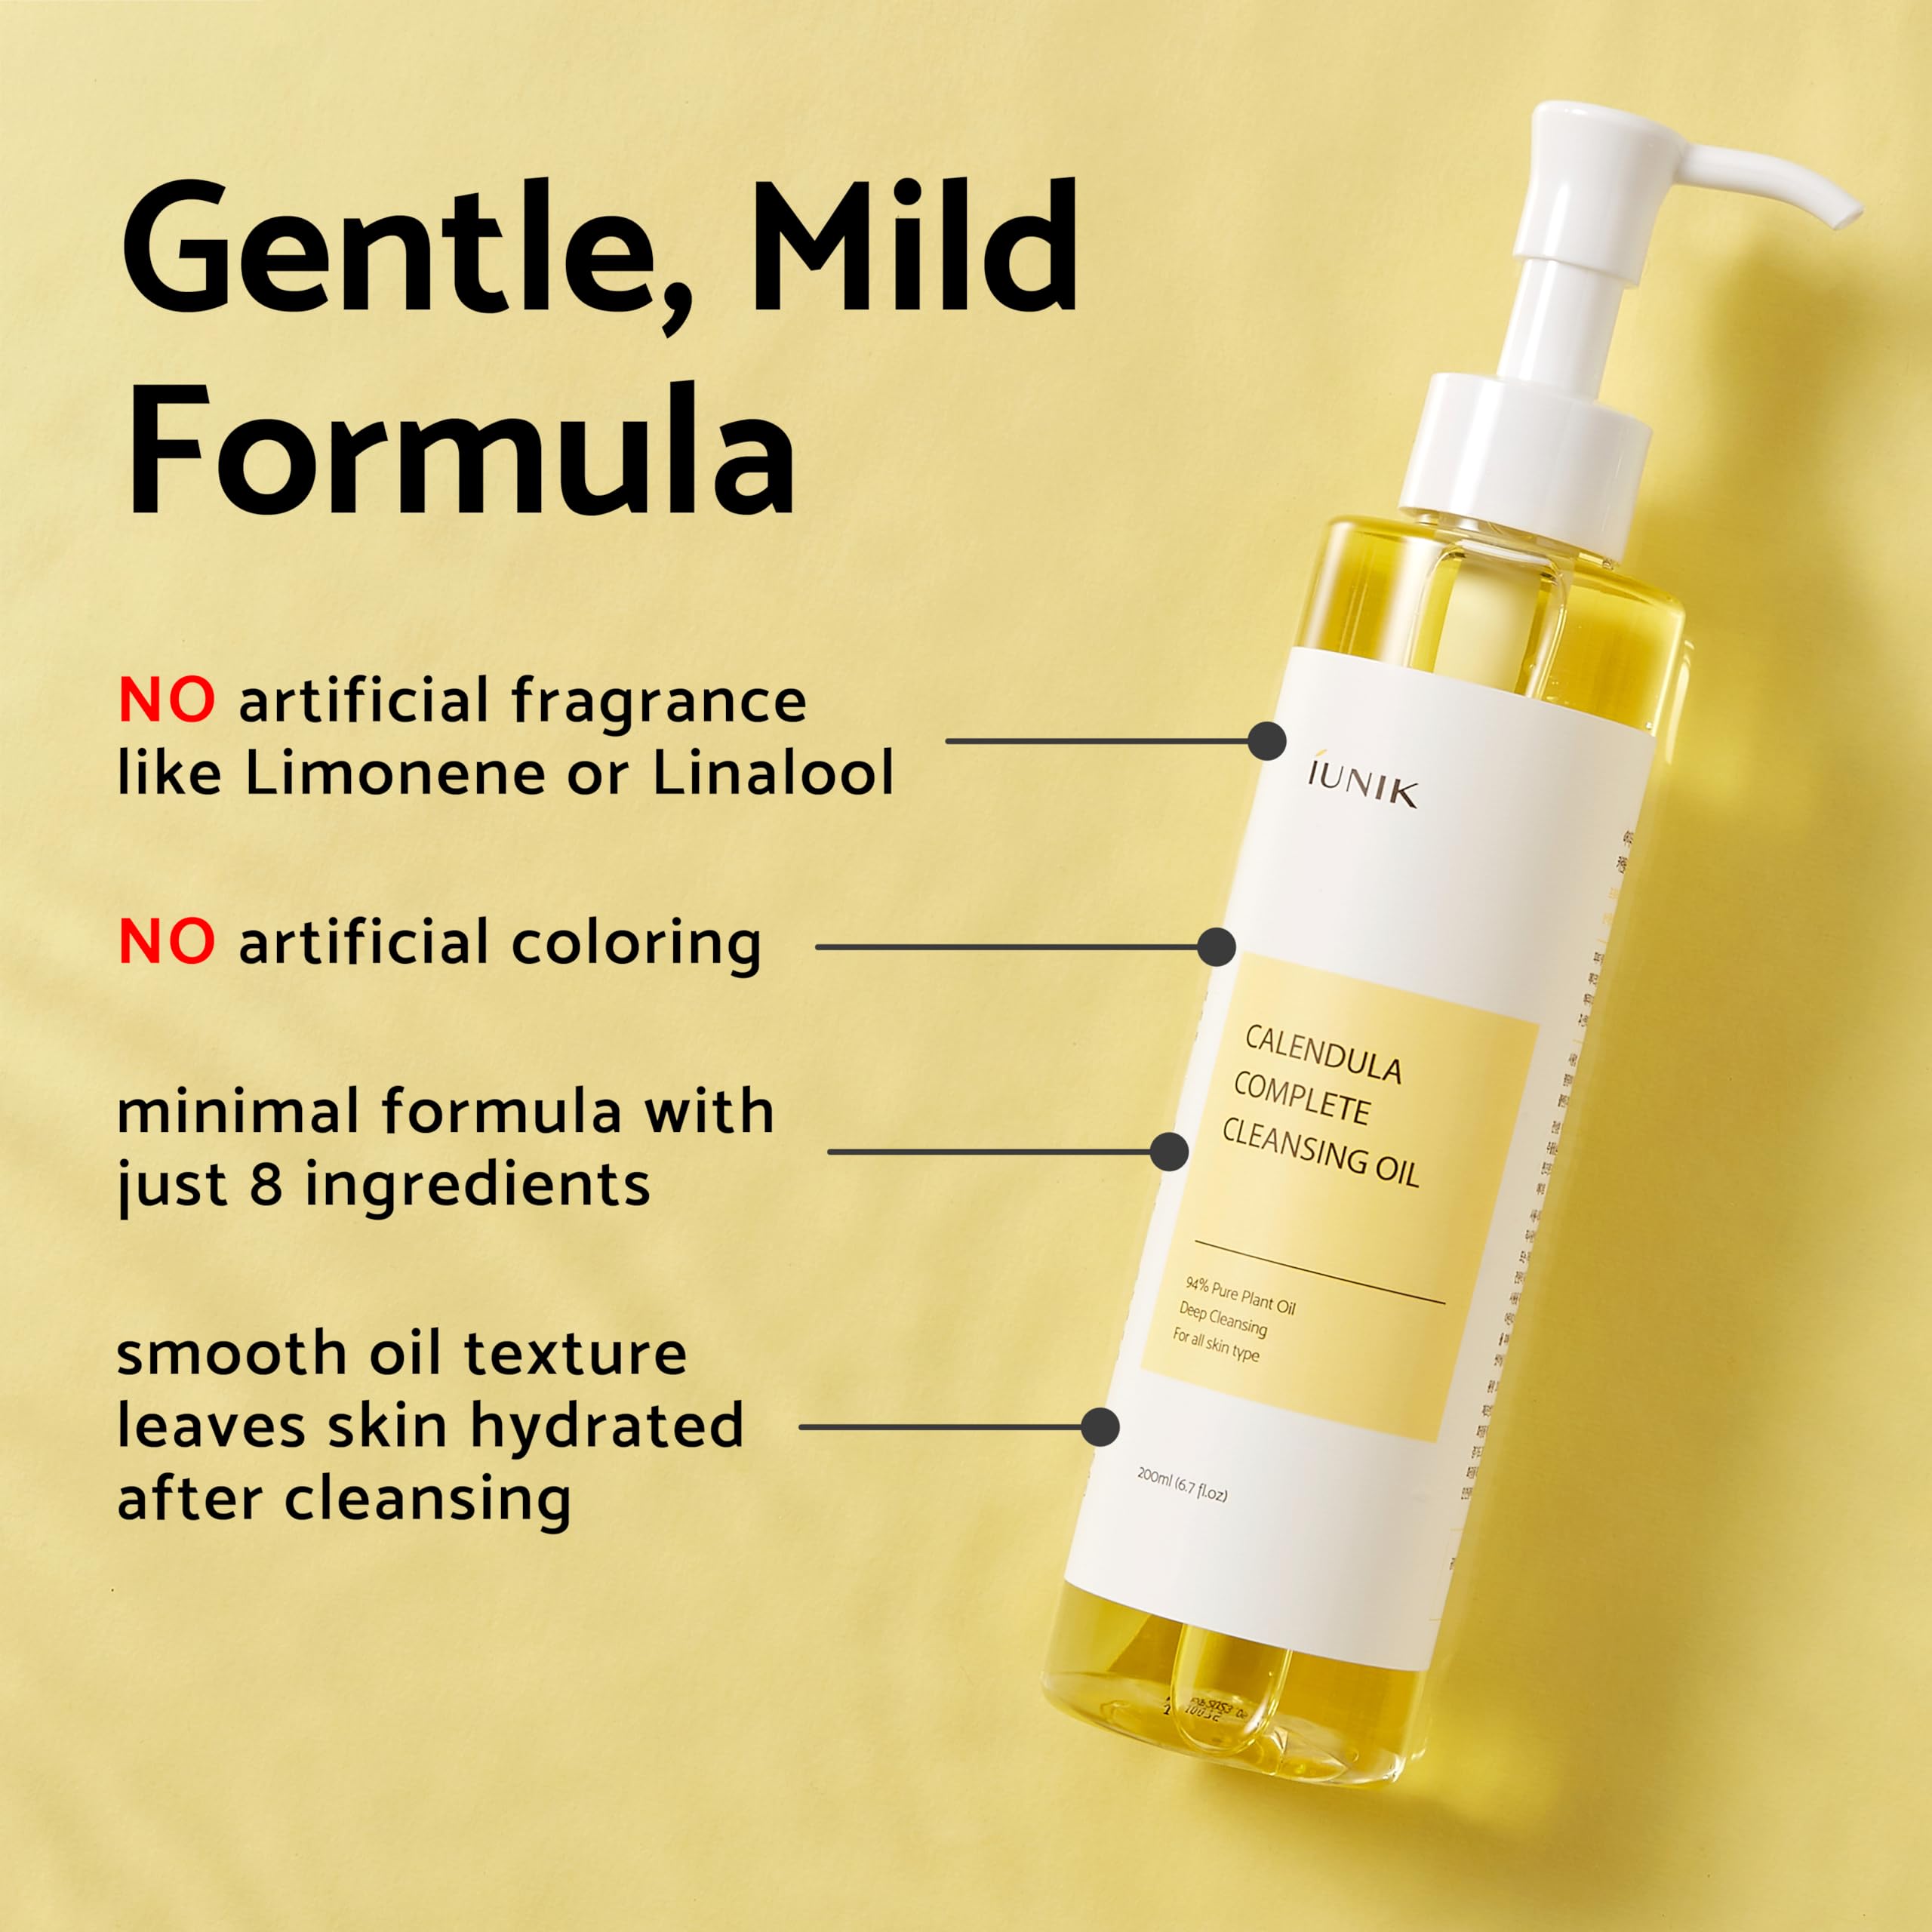 Gentle, Mild
Formula
NO artificial fragrance
like Limonene or Linalool
NO artificial coloring
minimal formula with
just 8 ingredients
smooth oil texture
leaves skin hydrated
after cleansing
íUNIK
CALENDULA
COMPLETE
CLEANSING OIL
94% Pure Plant Oil
Deep Cleansing
For all skin type
200ml (6.7 fl.oz)